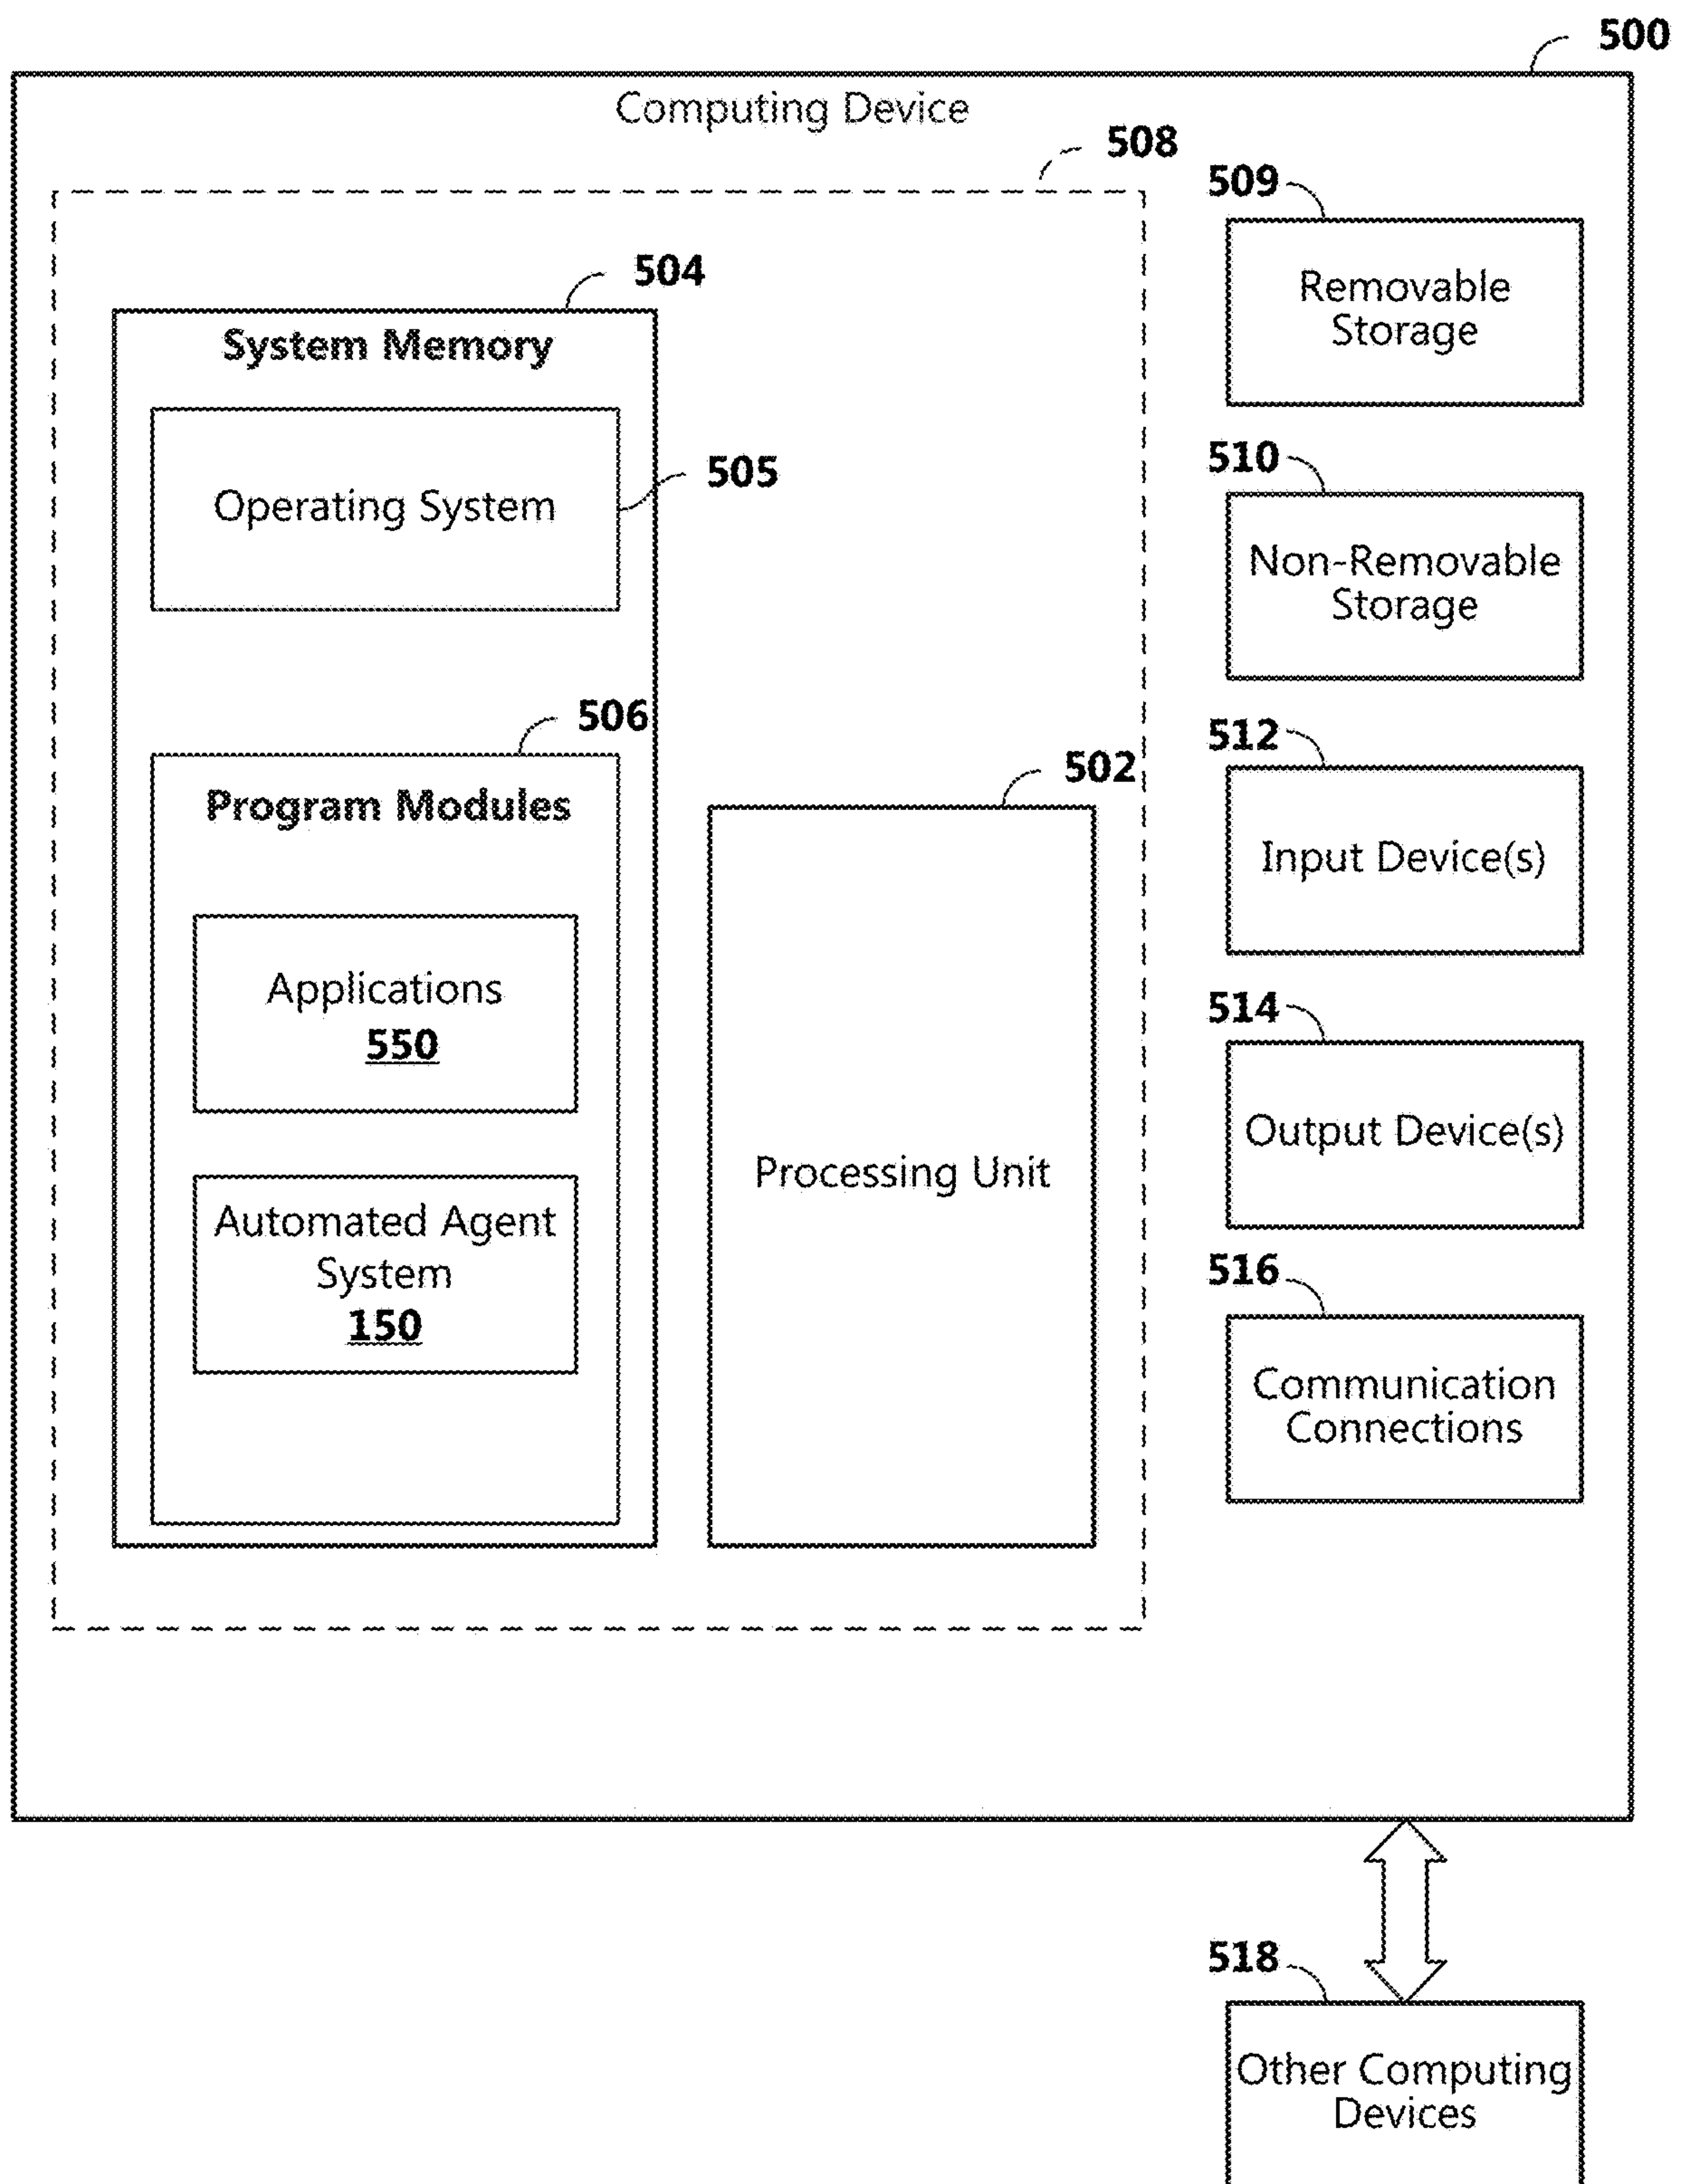 500
Computing Device
508
509
Removable
Storage
504
System Memory
Operating System
505
510
Non-Removable
Storage
506
Program Modules
512
Input Device(s)
502
Applications
550
Processing Unit
514
Output Device(s)
Automated Agent
System
150
516
Communication
Connections
518
Other Computing
Devices